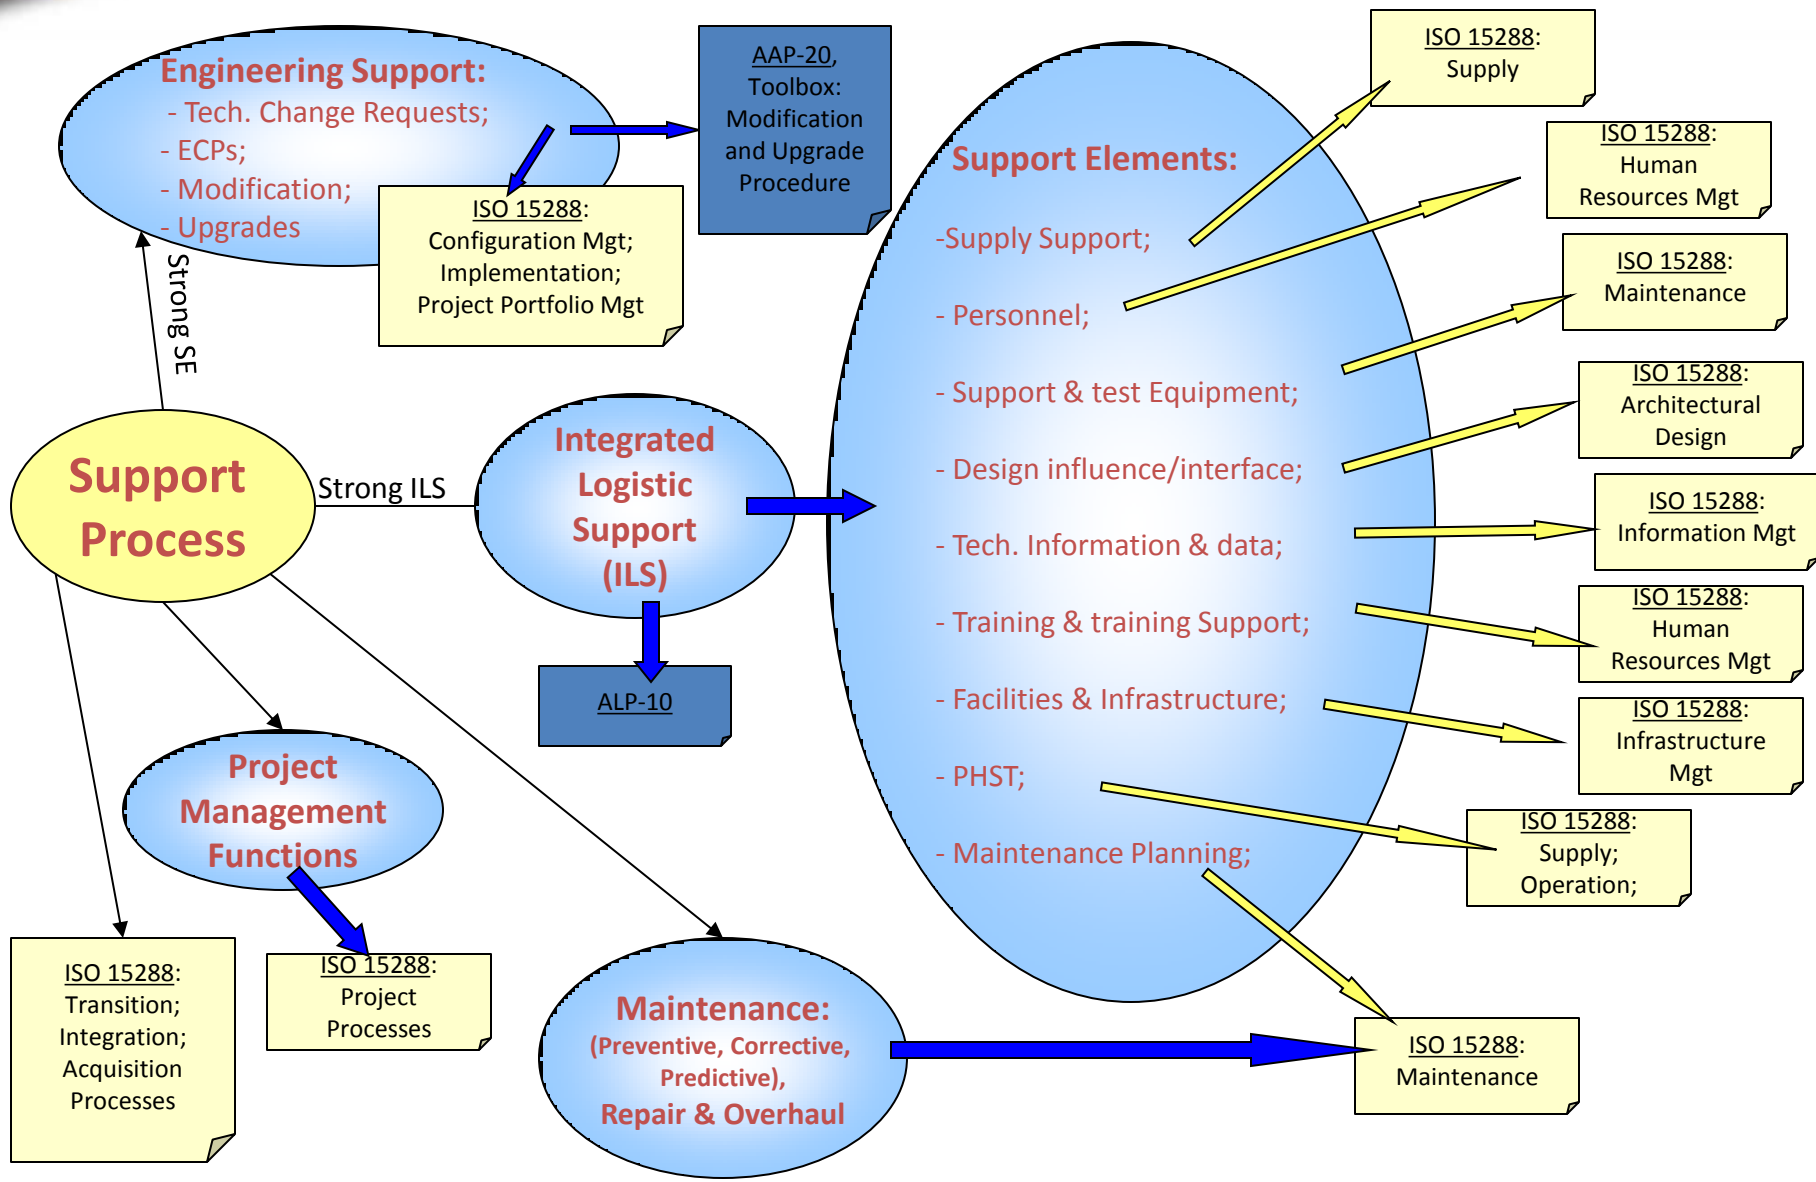 Engineering Support:
- Tech. Change Requests;
- ECPs;
- Modification;
- Upgrades
AAP-20,
Toolbox:
Modification
and Upgrade
Procedure
ISO 15288:
Configuration Mgt;
Implementation;
Project Portfolio Mgt
Strong SE
Support
Process
Strong ILS
Integrated
Logistic
Support
(ILS)
ALP-10
Project
Management
Functions
ISO 15288:
Transition;
Integration;
Acquisition
Processes
ISO 15288:
Project
Processes
Maintenance:
(Preventive, Corrective,
Predictive),
Repair & Overhaul
Support Elements:
-Supply Support;
- Personnel;
- Support & test Equipment;
- Design influence/interface;
- Tech. Information & data;
- Training & training Support;
- Facilities & Infrastructure;
- PHST;
- Maintenance Planning;
ISO 15288:
Supply
ISO 15288:
Human
Resources Mgt
ISO 15288:
Maintenance
ISO 15288:
Architectural
Design
ISO 15288:
Information Mgt
ISO 15288:
Human
Resources Mgt
ISO 15288:
Infrastructure
Mgt
ISO 15288:
Supply;
Operation;
ISO 15288:
Maintenance